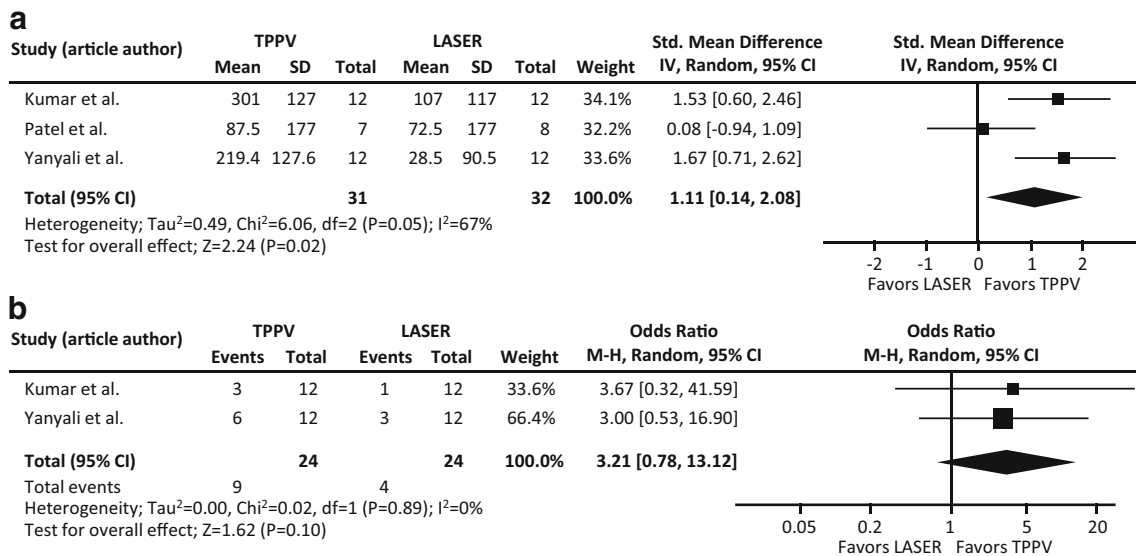 a
Study (article author) TPPV LASER Std. Mean Difference Std. Mean Difference
Mean SD Total Mean SD Total Weight IV, Random, 95% CI IV, Random, 95% CI
Kumar et al. 301 127 12 107 117 12 34.1% 1.53 [0.60, 2.46]
Patel et al. 87.5 177 7 72.5 177 8 32.2% 0.08 [-0.94, 1.09]
Yanyali et al. 219.4 127.6 12 28.5 90.5 12 33.6% 1.67 [0.71, 2.62]
Total (95% CI) 31 32 100.0% 1.11 [0.14, 2.08]
Heterogeneity; Tau²=0.49, Chi²=6.06, df=2 (P=0.05); I²=67%
Test for overall effect; Z=2.24 (P=0.02)
-2 -1 0 1 2
Favors LASER Favors TPPV
b
Study (article author) TPPV LASER Odds Ratio Odds Ratio
Events Total Events Total Weight M-H, Random, 95% CI M-H, Random, 95% CI
Kumar et al. 3 12 1 12 33.6% 3.67 [0.32, 41.59]
Yanyali et al. 6 12 3 12 66.4% 3.00 [0.53, 16.90]
Total (95% CI) 24 24 100.0% 3.21 [0.78, 13.12]
Total events 9 4
Heterogeneity; Tau²=0.00, Chi²=0.02, df=1 (P=0.89); I²=0%
Test for overall effect; Z=1.62 (P=0.10)
0.05 0.2 1 5 20
Favors LASER Favors TPPV